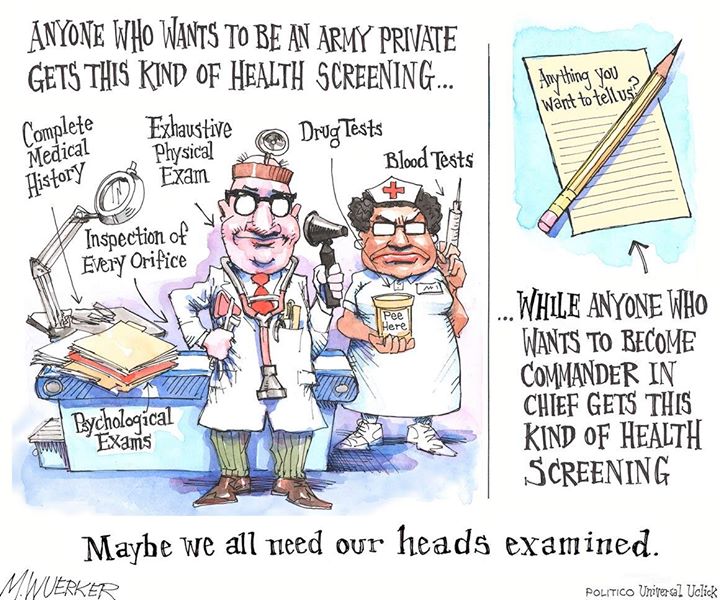 ANYONE WHO WANTS TO BE AN ARMY PRIVATE
GETS THIS KIND OF HEALTH SCREENING...
Complete
Medical
History
Exhaustive
Physical
Exam
Drug Tests
Blood Tests
Inspection of
Every Orifice
Pee
Here
Psychological
Exams
Anything you
want to tell us?
...WHILE ANYONE WHO
WANTS TO BECOME
COMMANDER IN
CHIEF GETS THIS
KIND OF HEALTH
SCREENING
Maybe we all need our heads examined.
M.WUERKER
POLITICO Universal Uclick